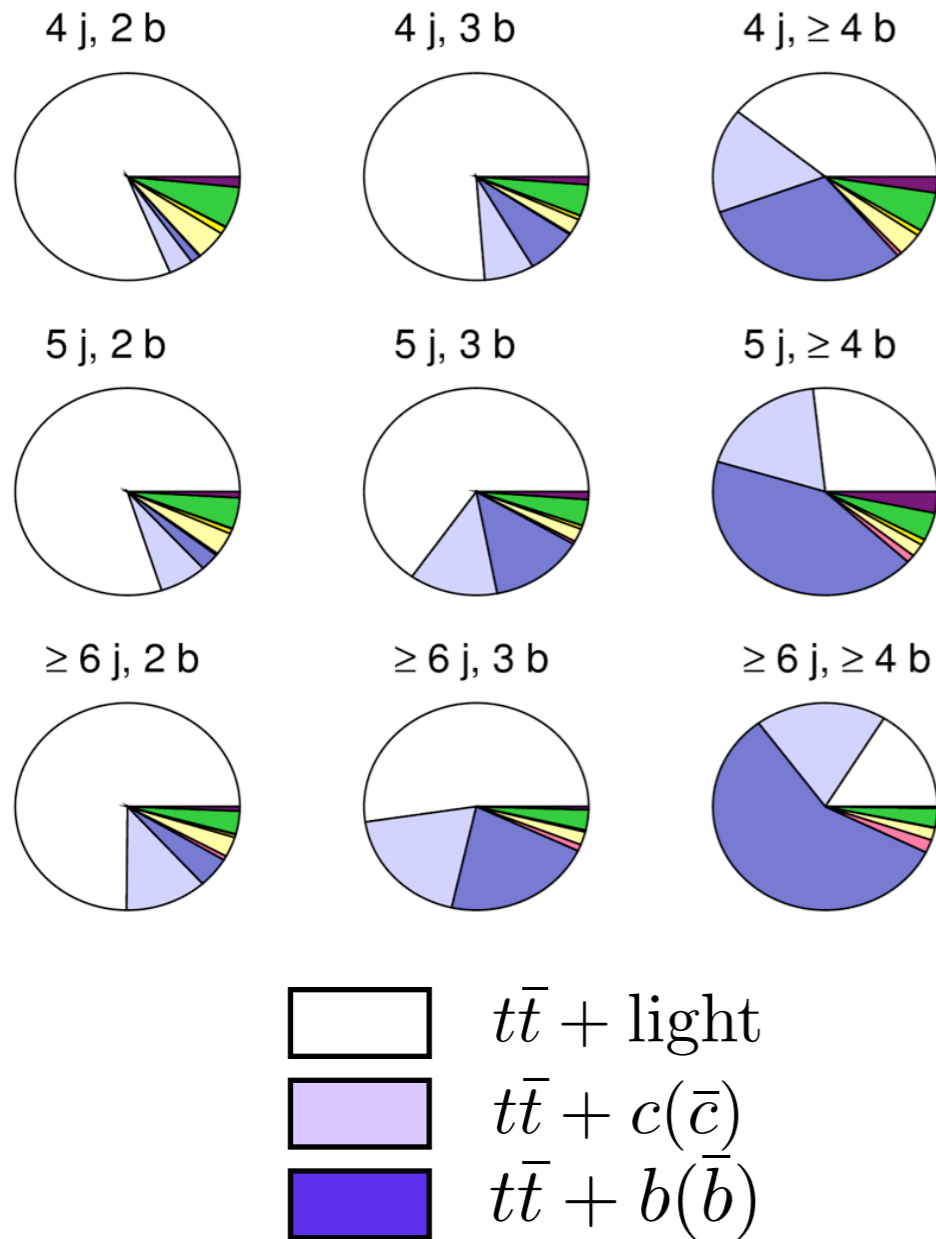 4 j, 2 b
4 j, 3 b
4 j, ≥ 4 b
5 j, 2 b
5 j, 3 b
5 j, ≥ 4 b
≥ 6 j, 2 b
≥ 6 j, 3 b
≥ 6 j, ≥ 4 b
tt̄ + light
tt̄ + c(c̄)
tt̄ + b(b̄)